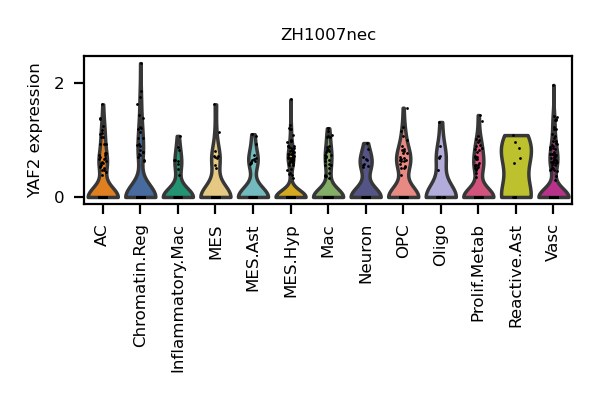 ZH1007nec
YAF2 expression
2
0
AC
Chromatin.Reg
Inflammatory.Mac
MES
MES.Ast
MES.Hyp
Mac
Neuron
OPC
Oligo
Prolif.Metab
Reactive.Ast
Vasc